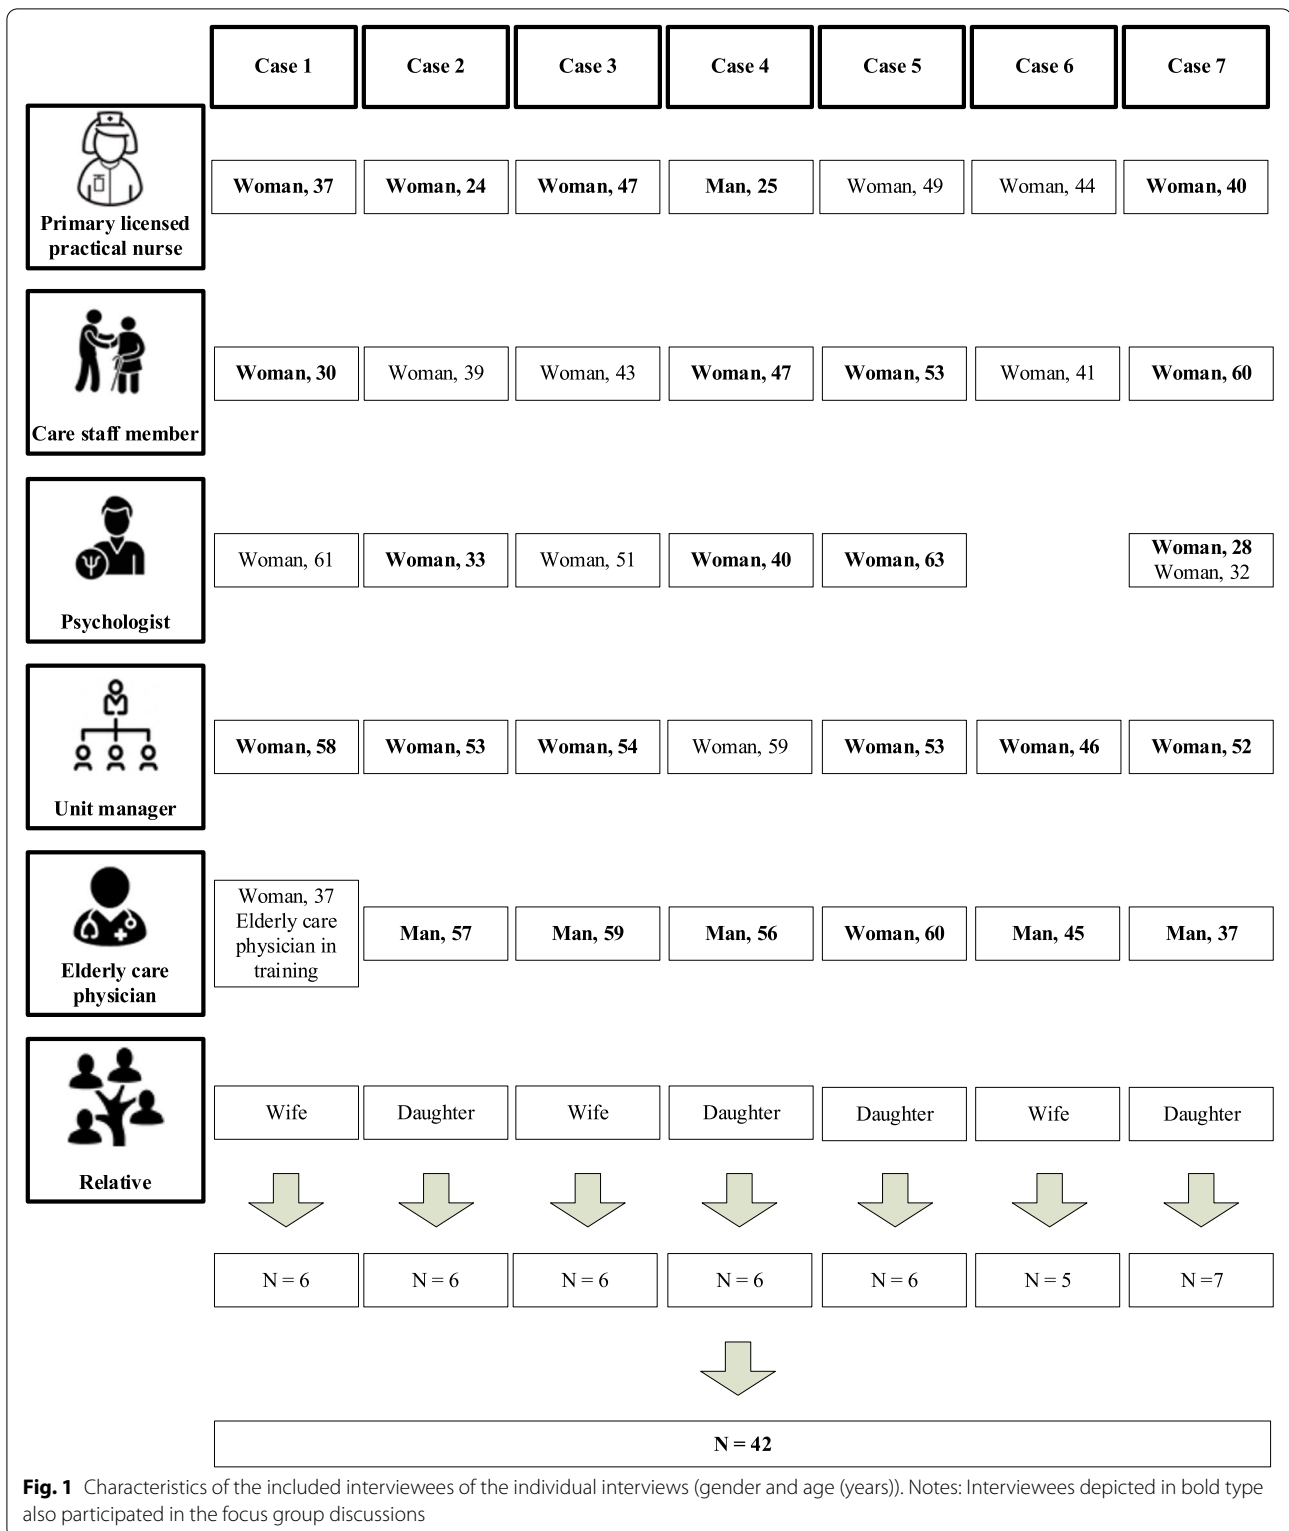 Case 1
Case 2
Case 3
Case 4
Case 5
Case 6
Case 7
Primary licensed
practical nurse
Woman, 37
Woman, 24
Woman, 47
Man, 25
Woman, 49
Woman, 44
Woman, 40
Care staff member
Woman, 30
Woman, 39
Woman, 43
Woman, 47
Woman, 53
Woman, 41
Woman, 60
Ψ
Psychologist
Woman, 61
Woman, 33
Woman, 51
Woman, 40
Woman, 63
Woman, 28
Woman, 32
Unit manager
Woman, 58
Woman, 53
Woman, 54
Woman, 59
Woman, 53
Woman, 46
Woman, 52
Elderly care
physician
Woman, 37
Elderly care
physician in
training
Man, 57
Man, 59
Man, 56
Woman, 60
Man, 45
Man, 37
Relative
Wife
Daughter
Wife
Daughter
Daughter
Wife
Daughter
N = 6
N = 6
N = 6
N = 6
N = 6
N = 5
N =7
N = 42
Fig. 1 Characteristics of the included interviewees of the individual interviews (gender and age (years)). Notes: Interviewees depicted in bold type
also participated in the focus group discussions